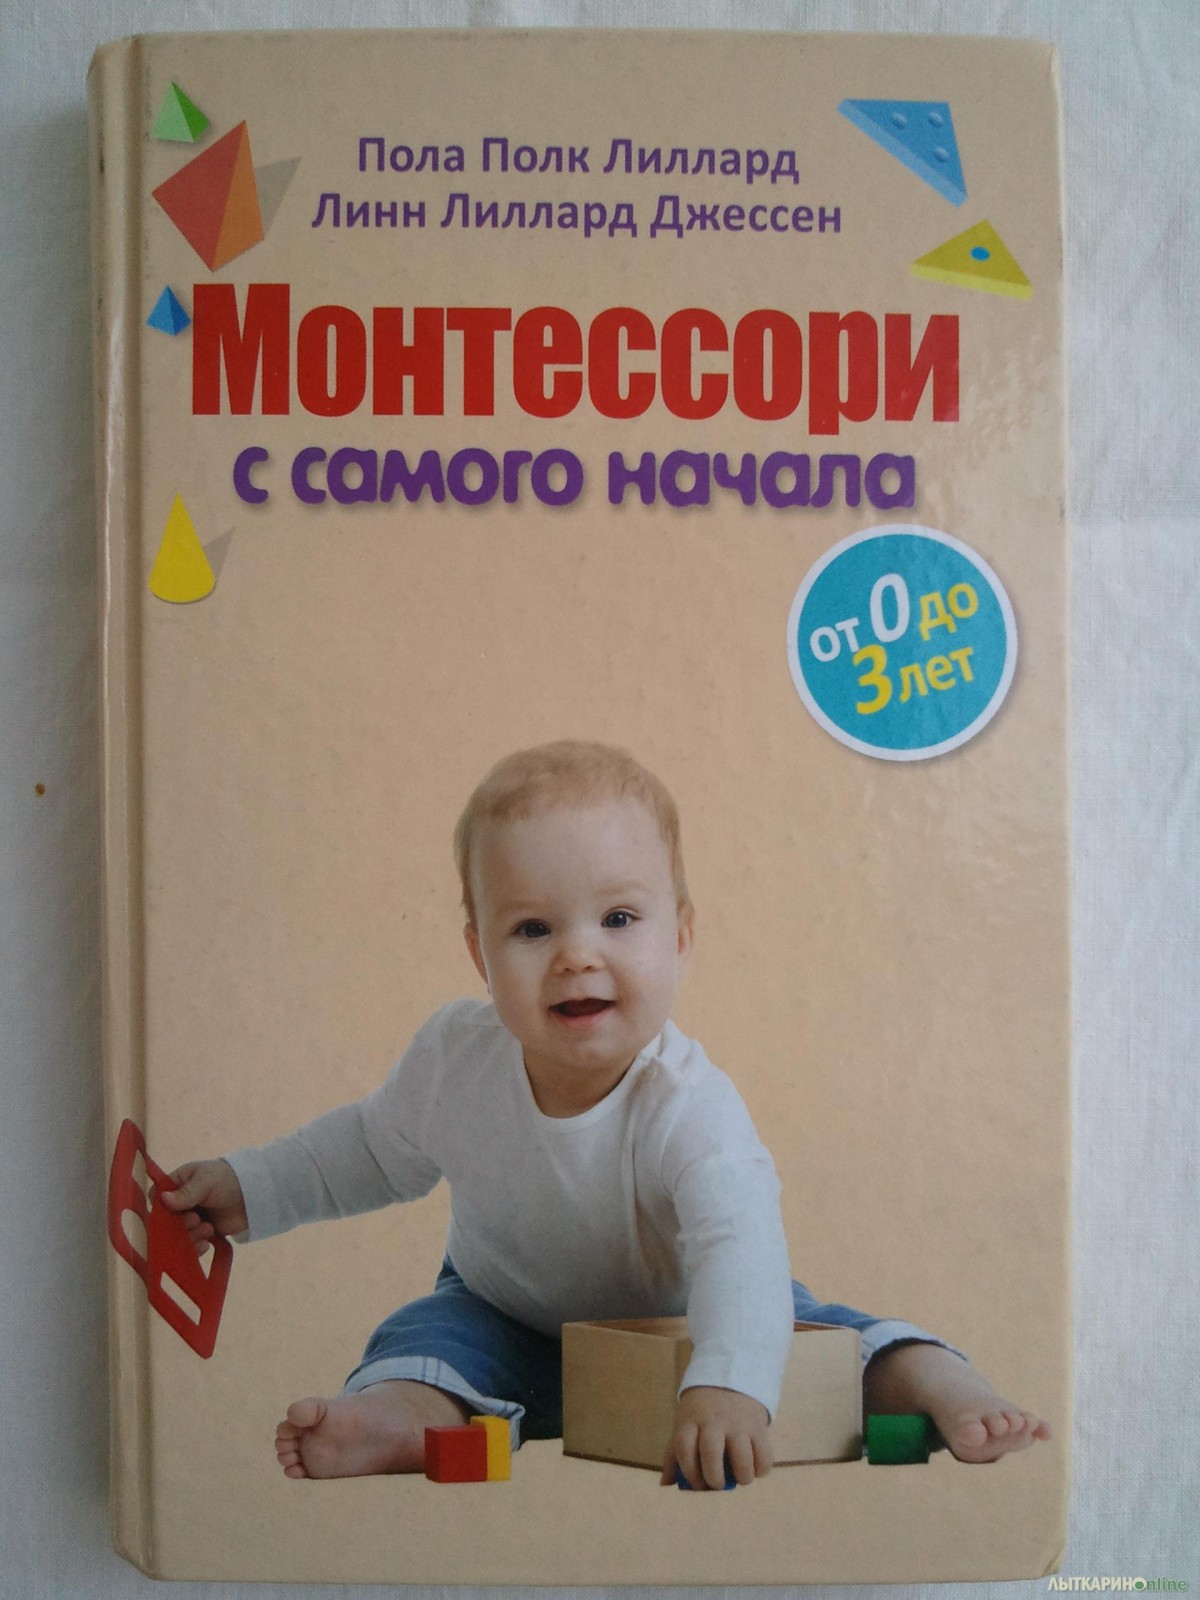 Пола Полк Лиллард
Линн Лиллард Джессен
Монтессори
с самого начала
от 0 до
3 лет
ЛЫТКАРИНОonline